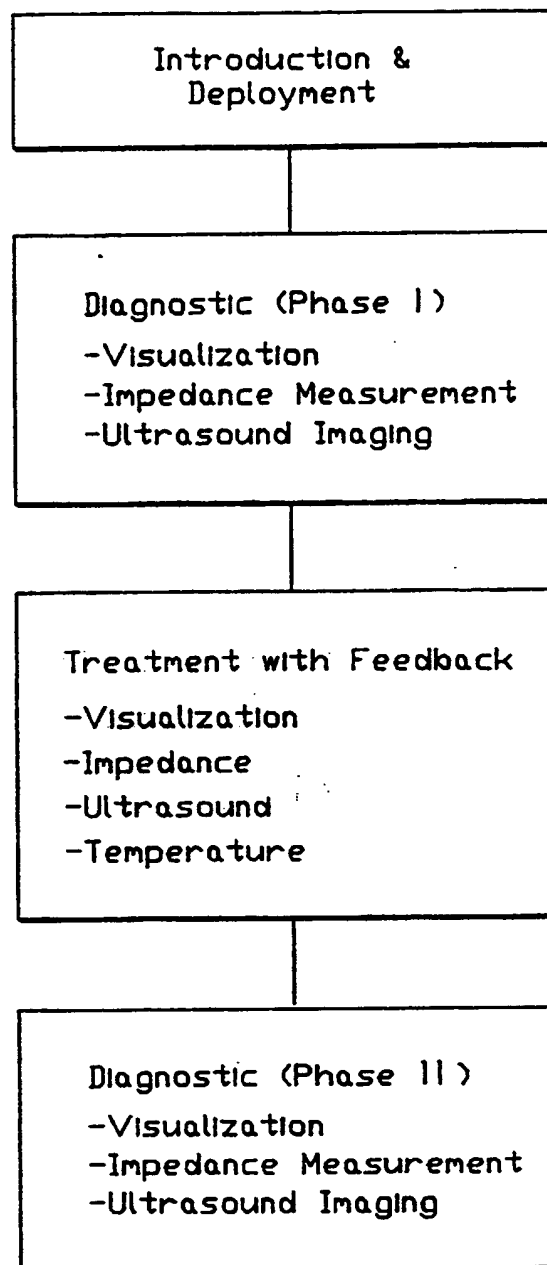 Introduction &
Deployment
Diagnostic (Phase I)
-Visualization
-Impedance Measurement
-Ultrasound Imaging
Treatment with Feedback
-Visualization
-Impedance
-Ultrasound
-Temperature
Diagnostic (Phase II)
-Visualization
-Impedance Measurement
-Ultrasound Imaging